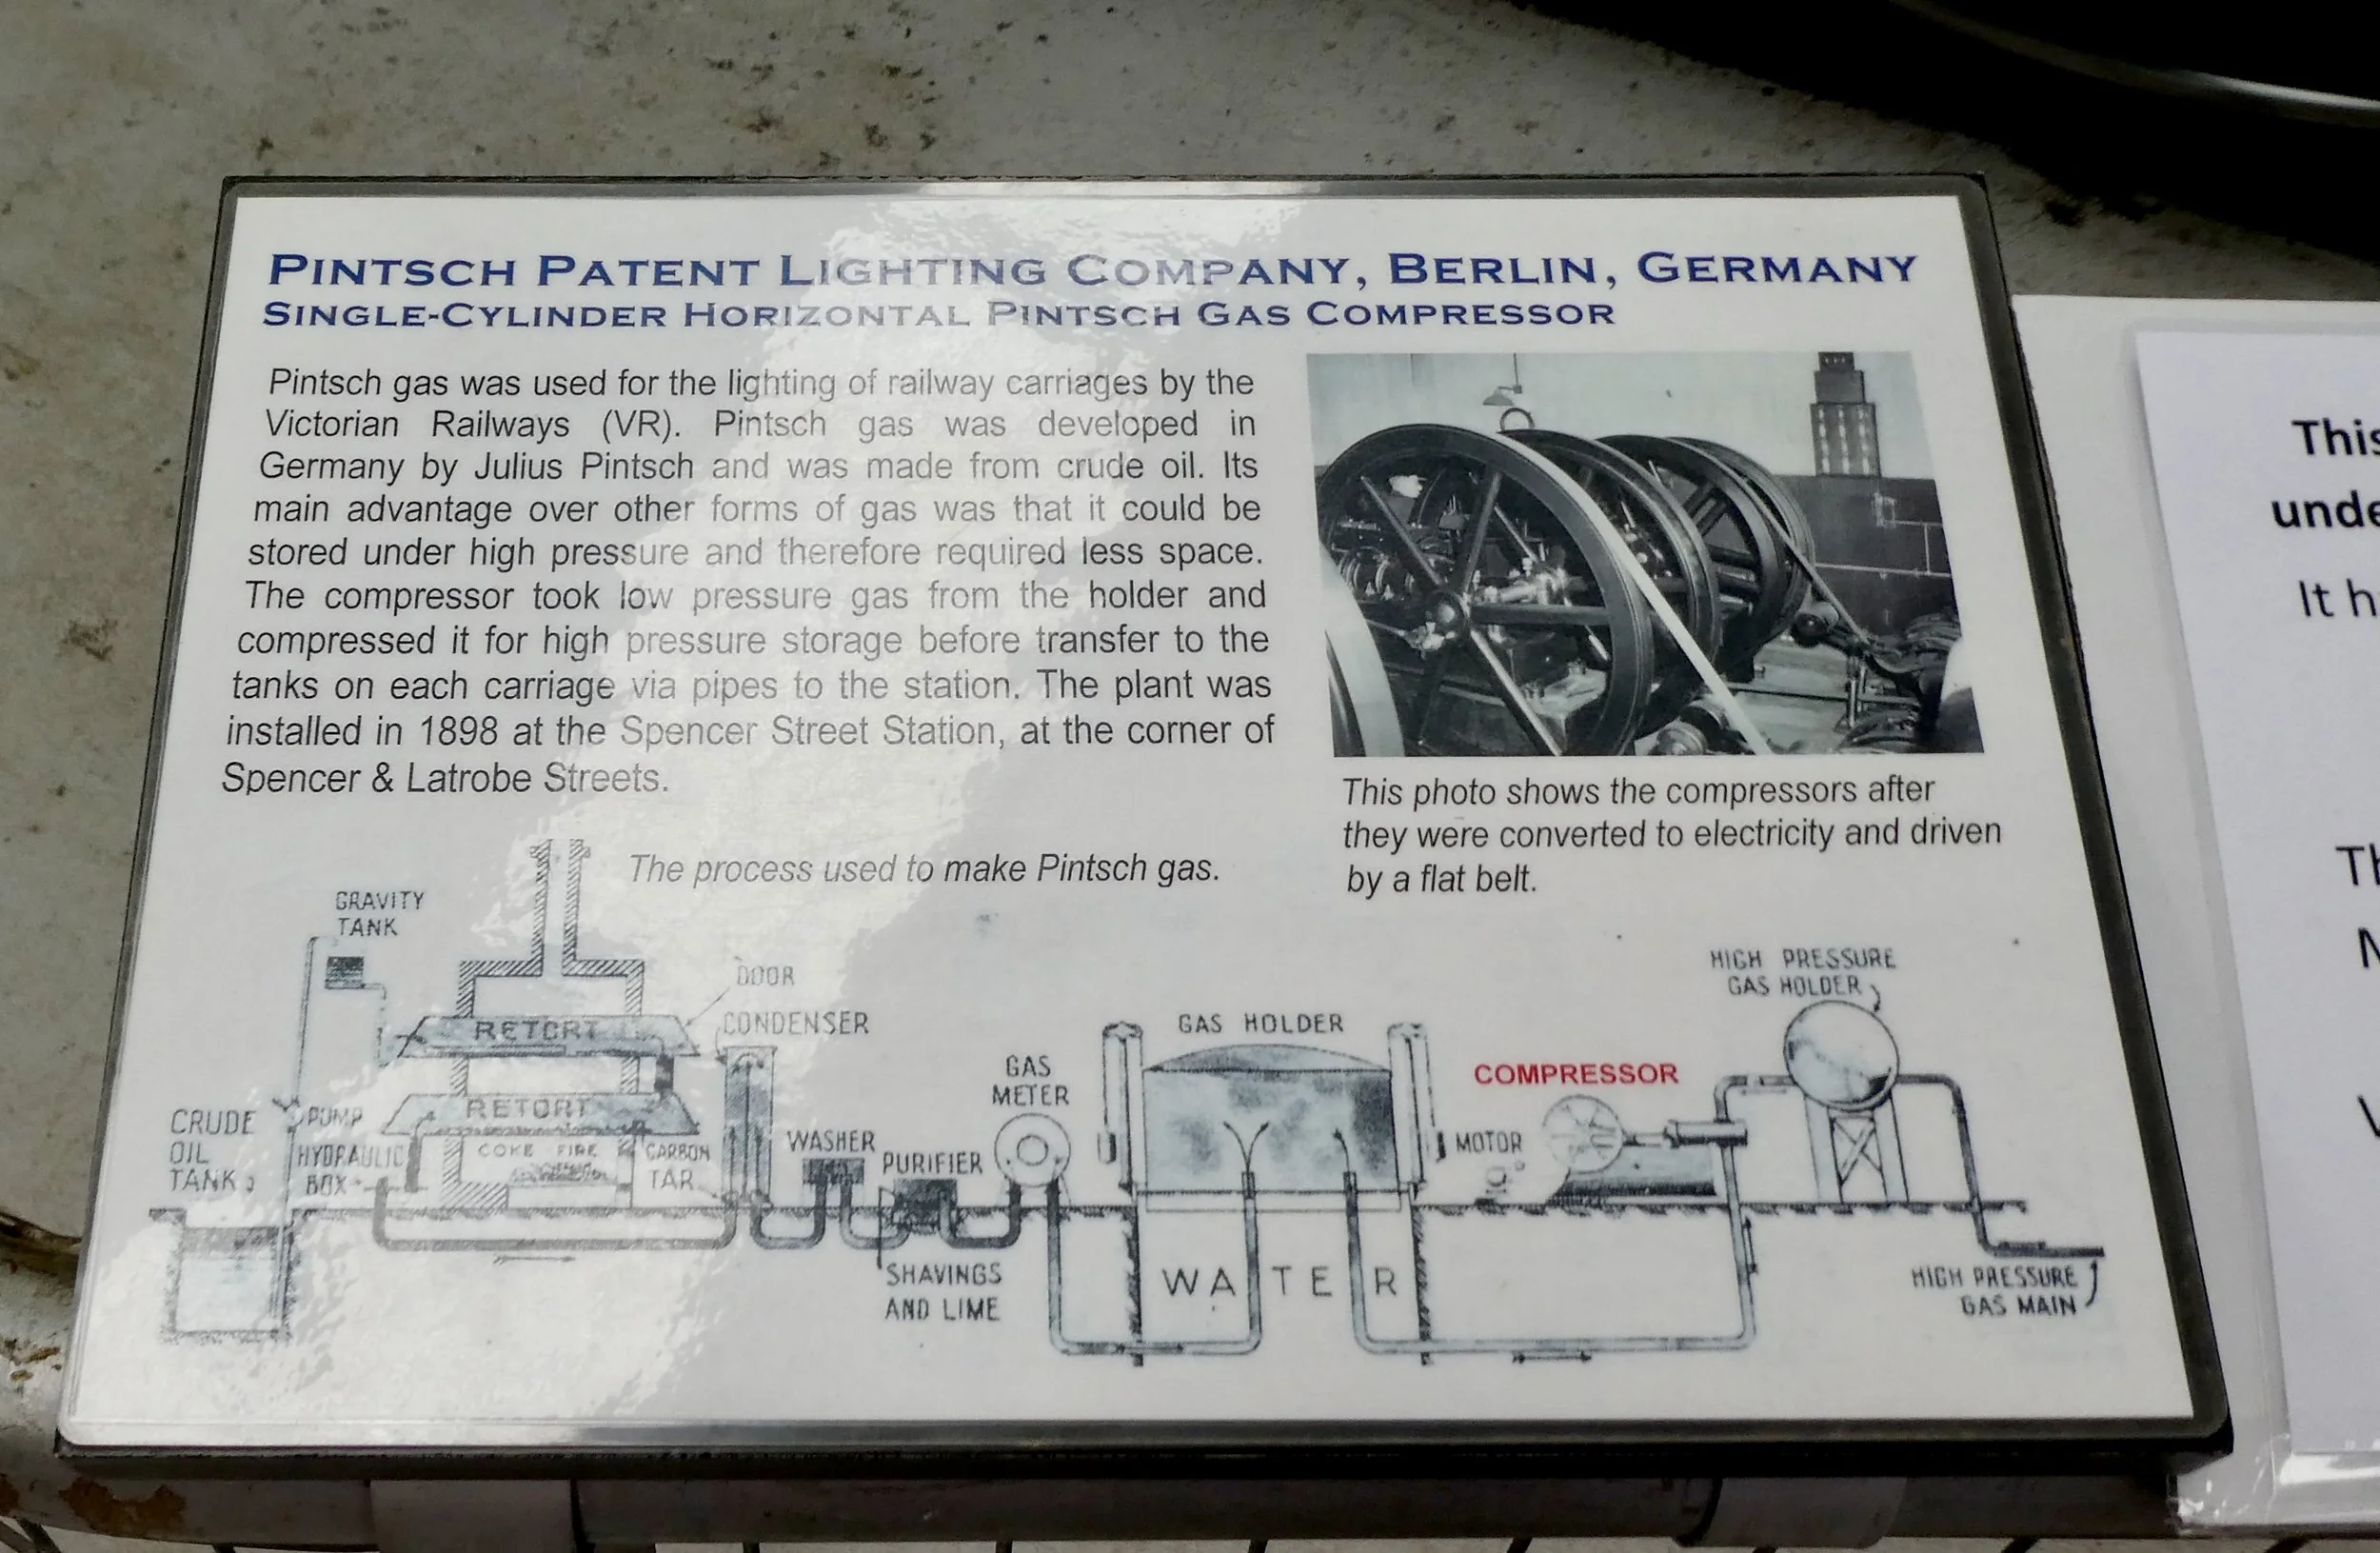 PINTSCH PATENT LIGHTING COMPANY, BERLIN, GERMANY
SINGLE-CYLINDER HORIZONTAL PINTSCH GAS COMPRESSOR
Pintsch gas was used for the lighting of railway carriages by the
Victorian Railways (VR). Pintsch gas was developed in
Germany by Julius Pintsch and was made from crude oil. Its
main advantage over other forms of gas was that it could be
stored under high pressure and therefore required less space.
The compressor took low pressure gas from the holder and
compressed it for high pressure storage before transfer to the
tanks on each carriage via pipes to the station. The plant was
installed in 1898 at the Spencer Street Station, at the corner of
Spencer & Latrobe Streets.
This photo shows the compressors after
they were converted to electricity and driven
by a flat belt.
The process used to make Pintsch gas.
GRAVITY
TANK
DOOR
RETORT
CONDENSER
RETORT
CRUDE
OIL
TANK
PUMP
HYDRAULIC
BOX
COKE FIRE
CARBON
TAR
WASHER
PURIFIER
SHAVINGS
AND LIME
GAS
METER
GAS HOLDER
WATER
COMPRESSOR
MOTOR
HIGH PRESSURE
GAS HOLDER
HIGH PRESSURE
GAS MAIN
This
It